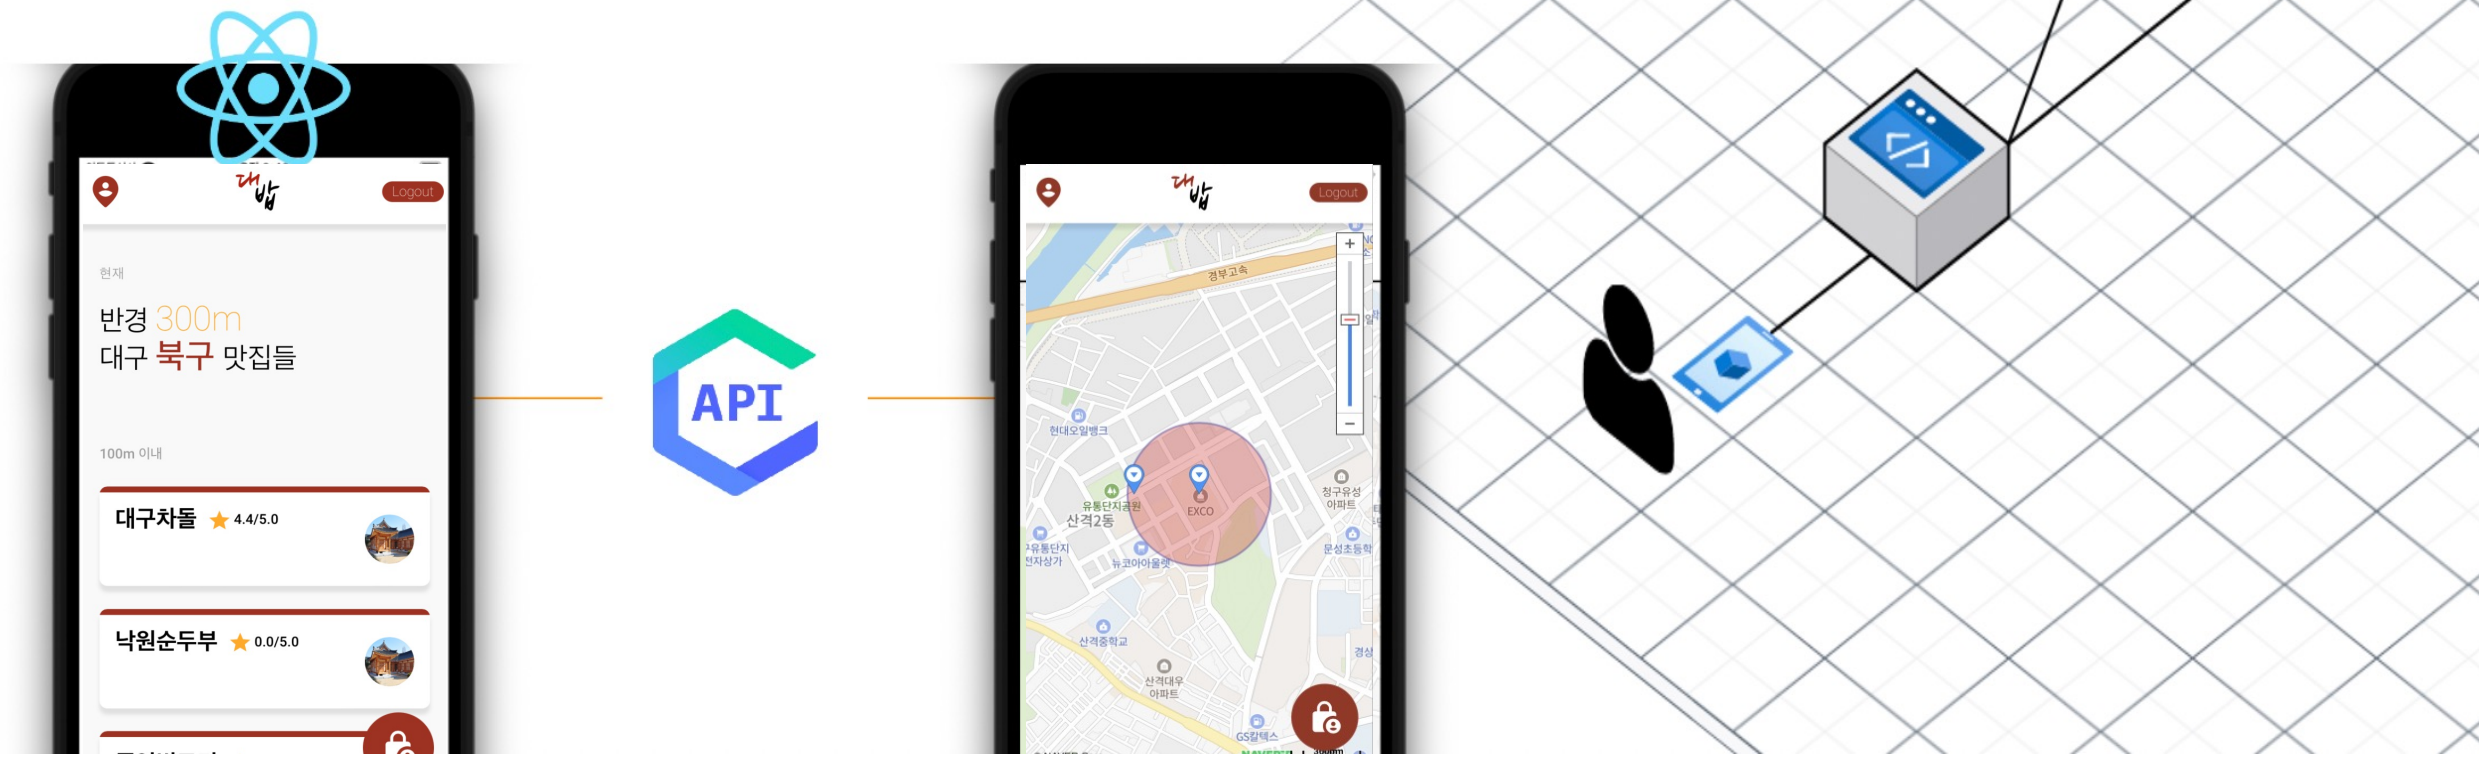 대밥
Logout
현재
반경 300m
대구 북구 맛집들
100m 이내
대구차돌 4.4/5.0
낙원순두부 0.0/5.0
API
대밥
Logout
+
경부고속
현대오일뱅크
−
유통단지공원
산격2동
EXCO
청구유성
아파트
유통단지
전자상가
뉴코아아울렛
문성초등학
산격중학교
경상
산격대우
아파트
GS칼텍스